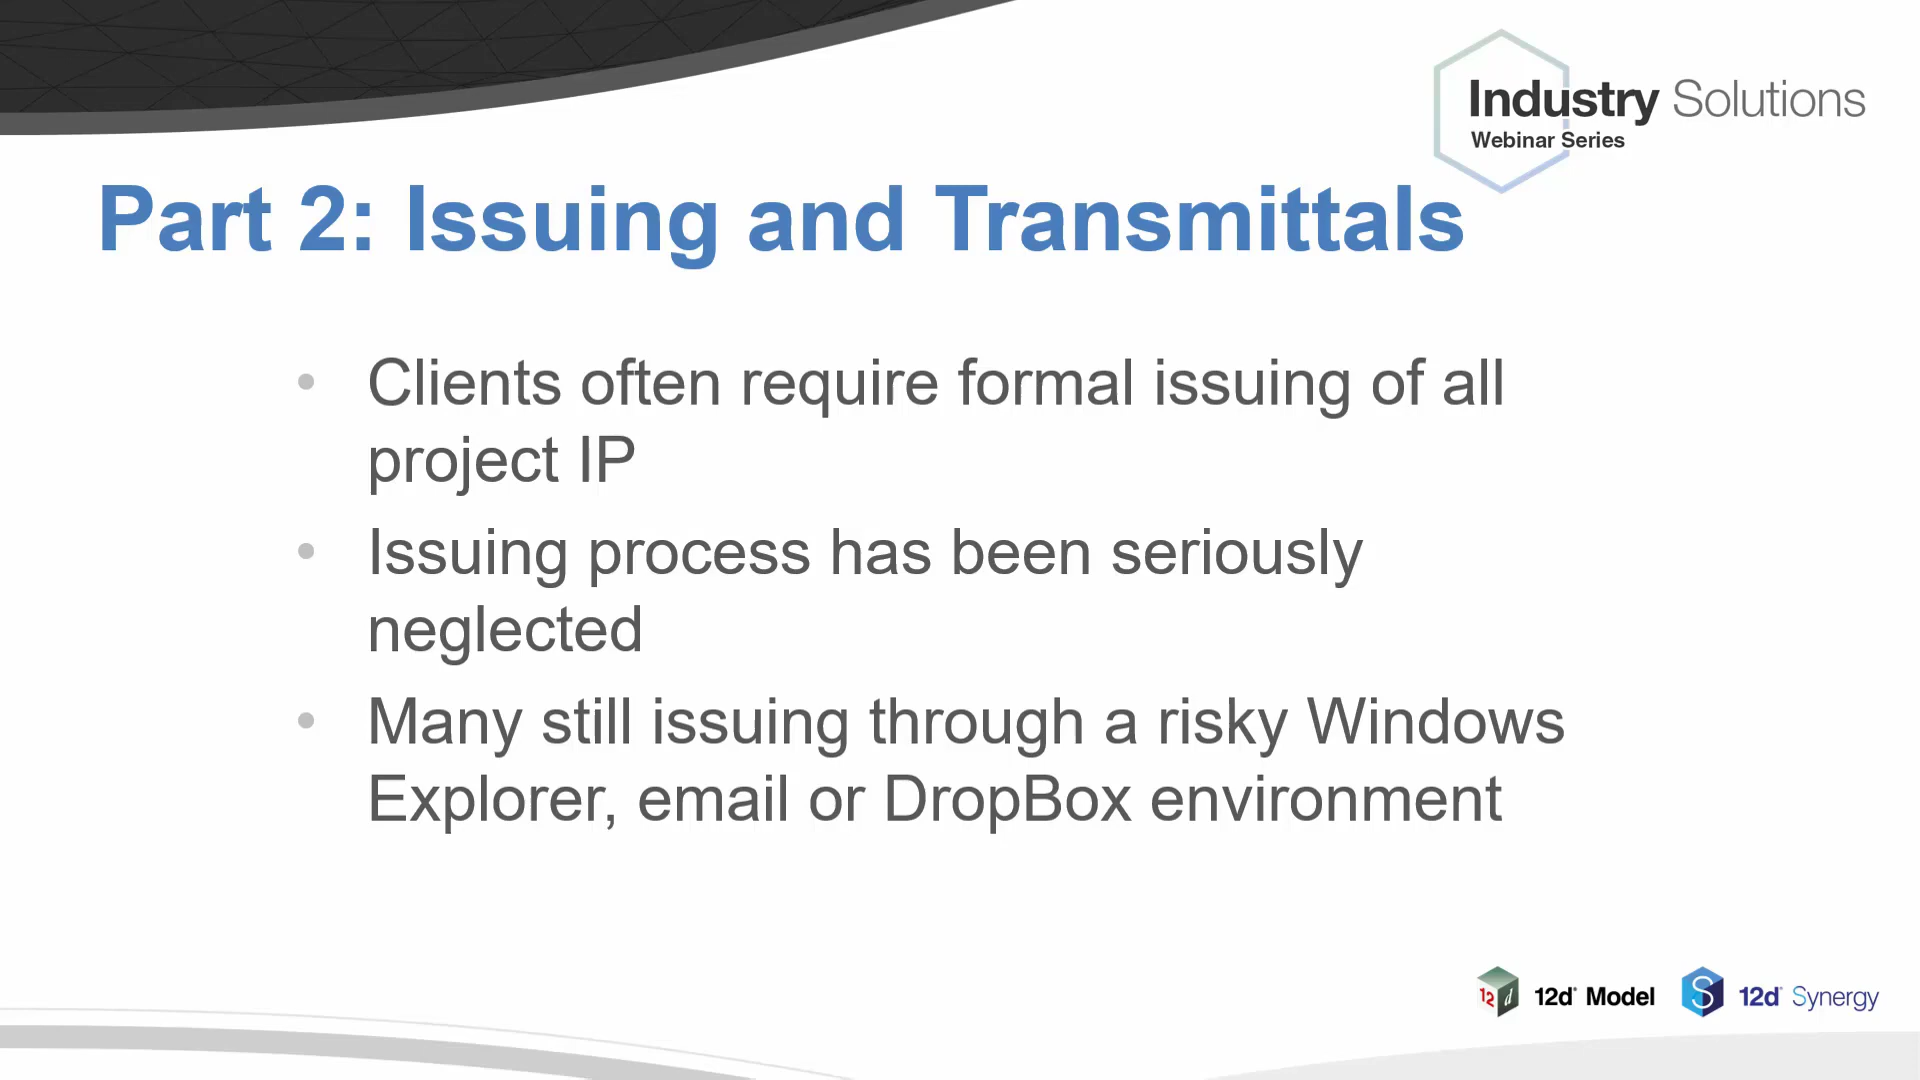 Industry Solutions
Webinar Series
Part 2: Issuing and Transmittals
• Clients often require formal issuing of all
project IP
• Issuing process has been seriously
neglected
• Many still issuing through a risky Windows
Explorer, email or DropBox environment
12d 12d® Model S 12d® Synergy